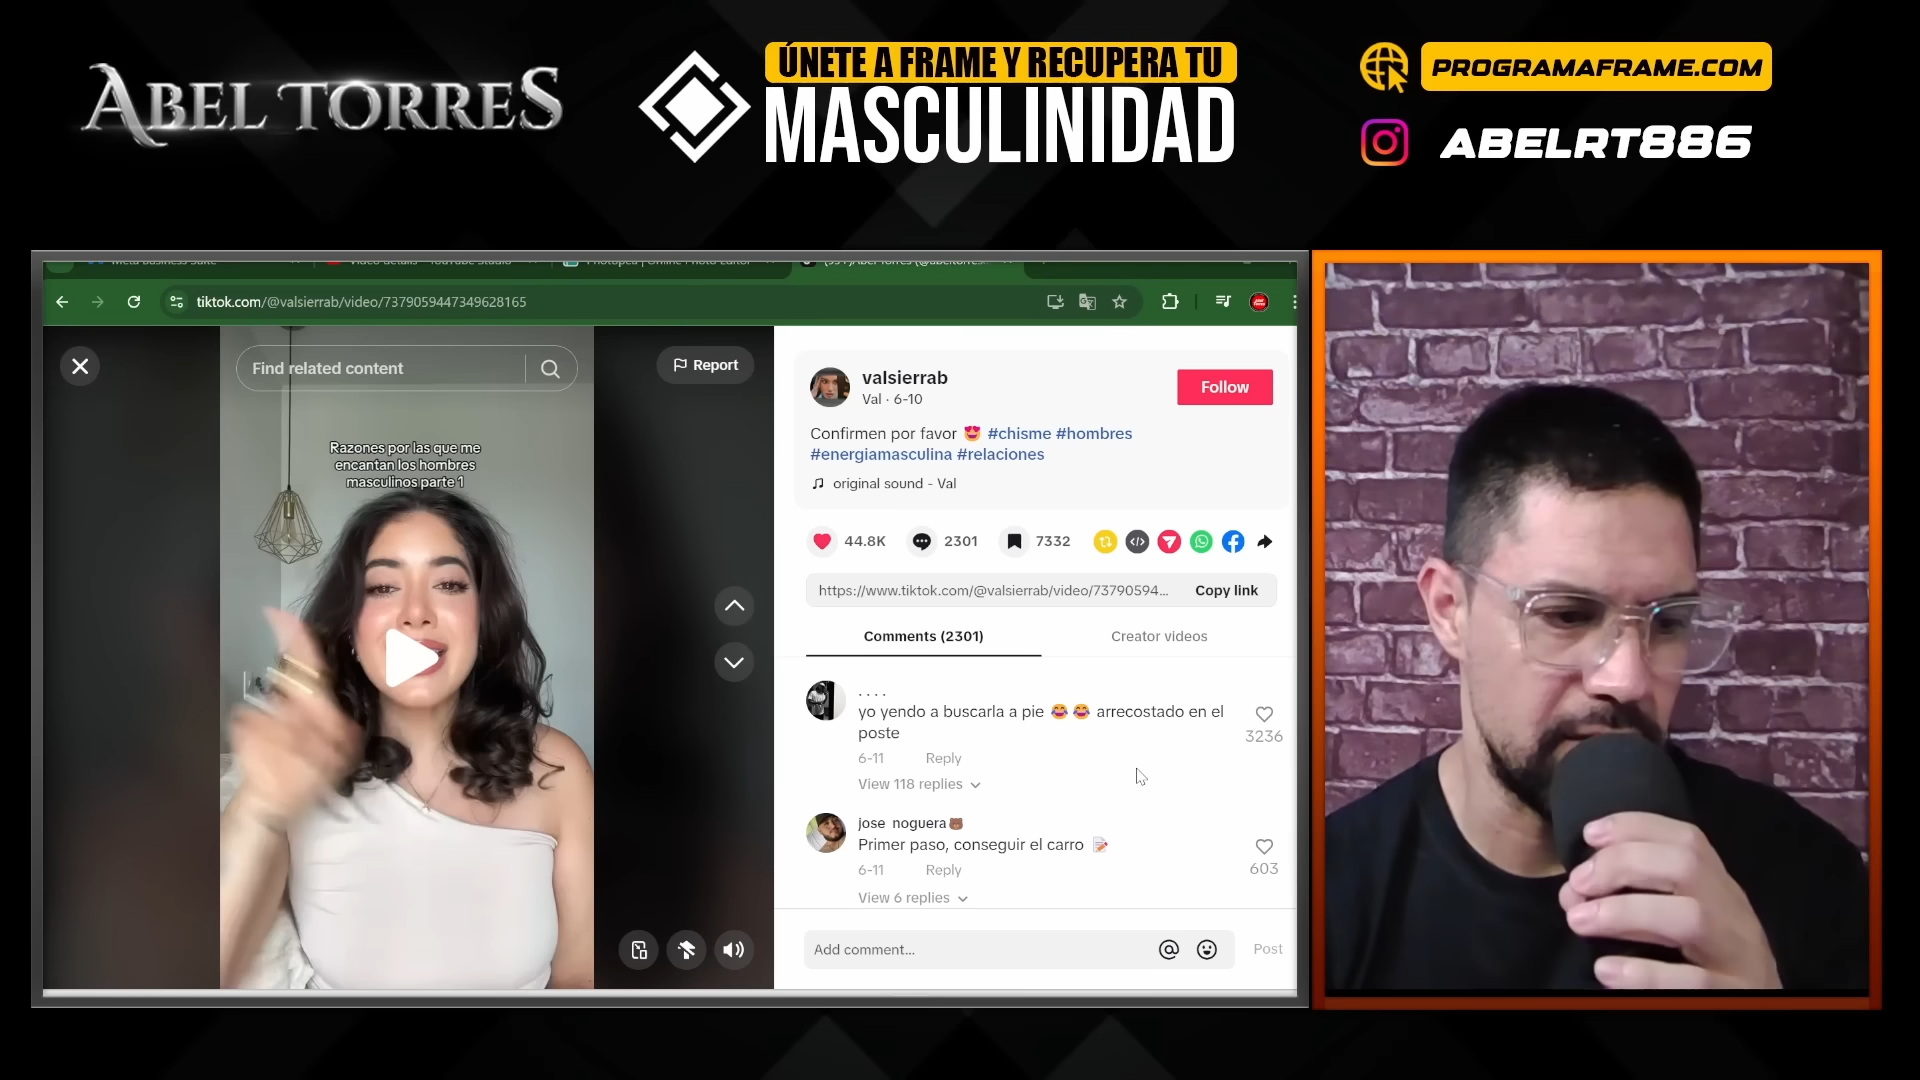 ABEL TORRES
ÚNETE A FRAME Y RECUPERA TU
MASCULINIDAD
PROGRAMAFRAME.COM
ABELRT886
tiktok.com/@valsierrab/video/7379059447349628165
Find related content
Report
Razones por las que me
encantan los hombres
masculinos parte 1
valsierrab
Val · 6-10
Follow
Confirmen por favor 😍 #chisme #hombres
#energiamasculina #relaciones
original sound - Val
44.8K
2301
7332
https://www.tiktok.com/@valsierrab/video/73790594...
Copy link
Comments (2301)
Creator videos
. . . .
yo yendo a buscarla a pie 😂😂 arrecostado en el
poste
3236
6-11 Reply
View 118 replies
jose noguera🐻
Primer paso, conseguir el carro 📝
603
6-11 Reply
View 6 replies
Add comment...
Post